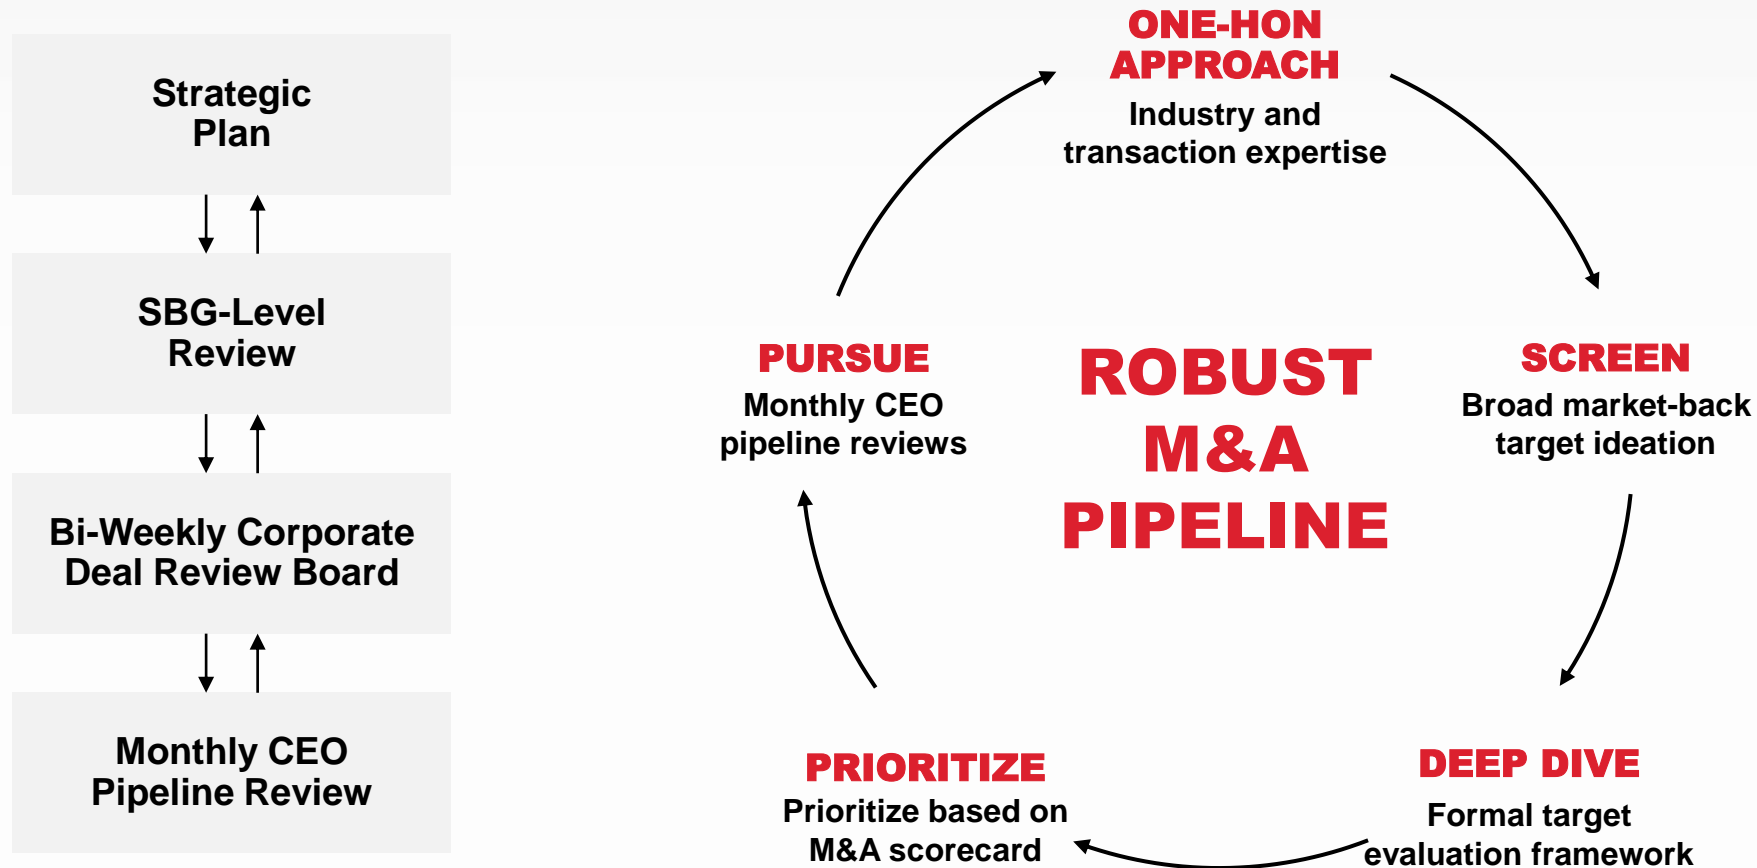 Strategic
Plan
SBG-Level
Review
Bi-Weekly Corporate
Deal Review Board
Monthly CEO
Pipeline Review
ONE-HON
APPROACH
Industry and
transaction expertise
SCREEN
Broad market-back
target ideation
DEEP DIVE
Formal target
evaluation framework
PRIORITIZE
Prioritize based on
M&A scorecard
PURSUE
Monthly CEO
pipeline reviews
ROBUST
M&A
PIPELINE